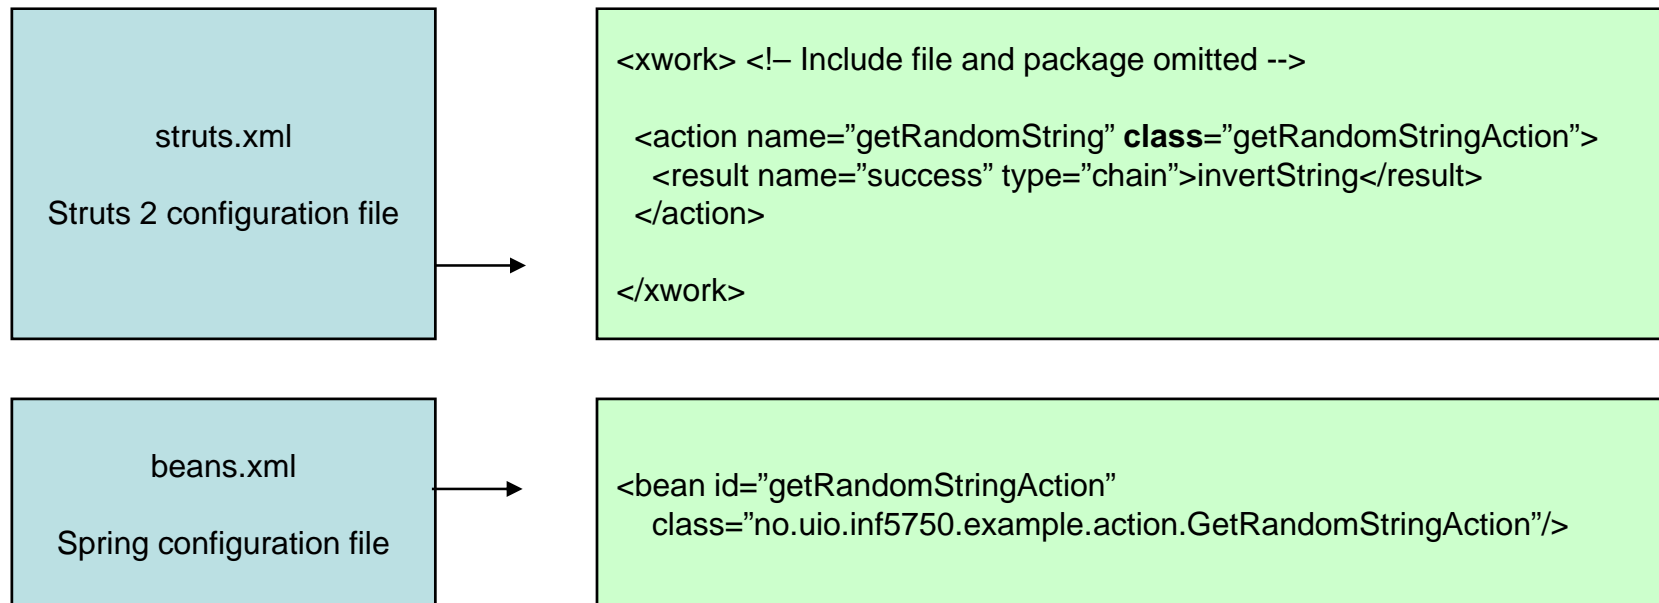 struts.xml
Struts 2 configuration file
<xwork> <!– Include file and package omitted -->
<action name=”getRandomString” class=”getRandomStringAction”>
<result name=”success” type=”chain”>invertString</result>
</action>
</xwork>
beans.xml
Spring configuration file
<bean id=”getRandomStringAction”
class=”no.uio.inf5750.example.action.GetRandomStringAction”/>